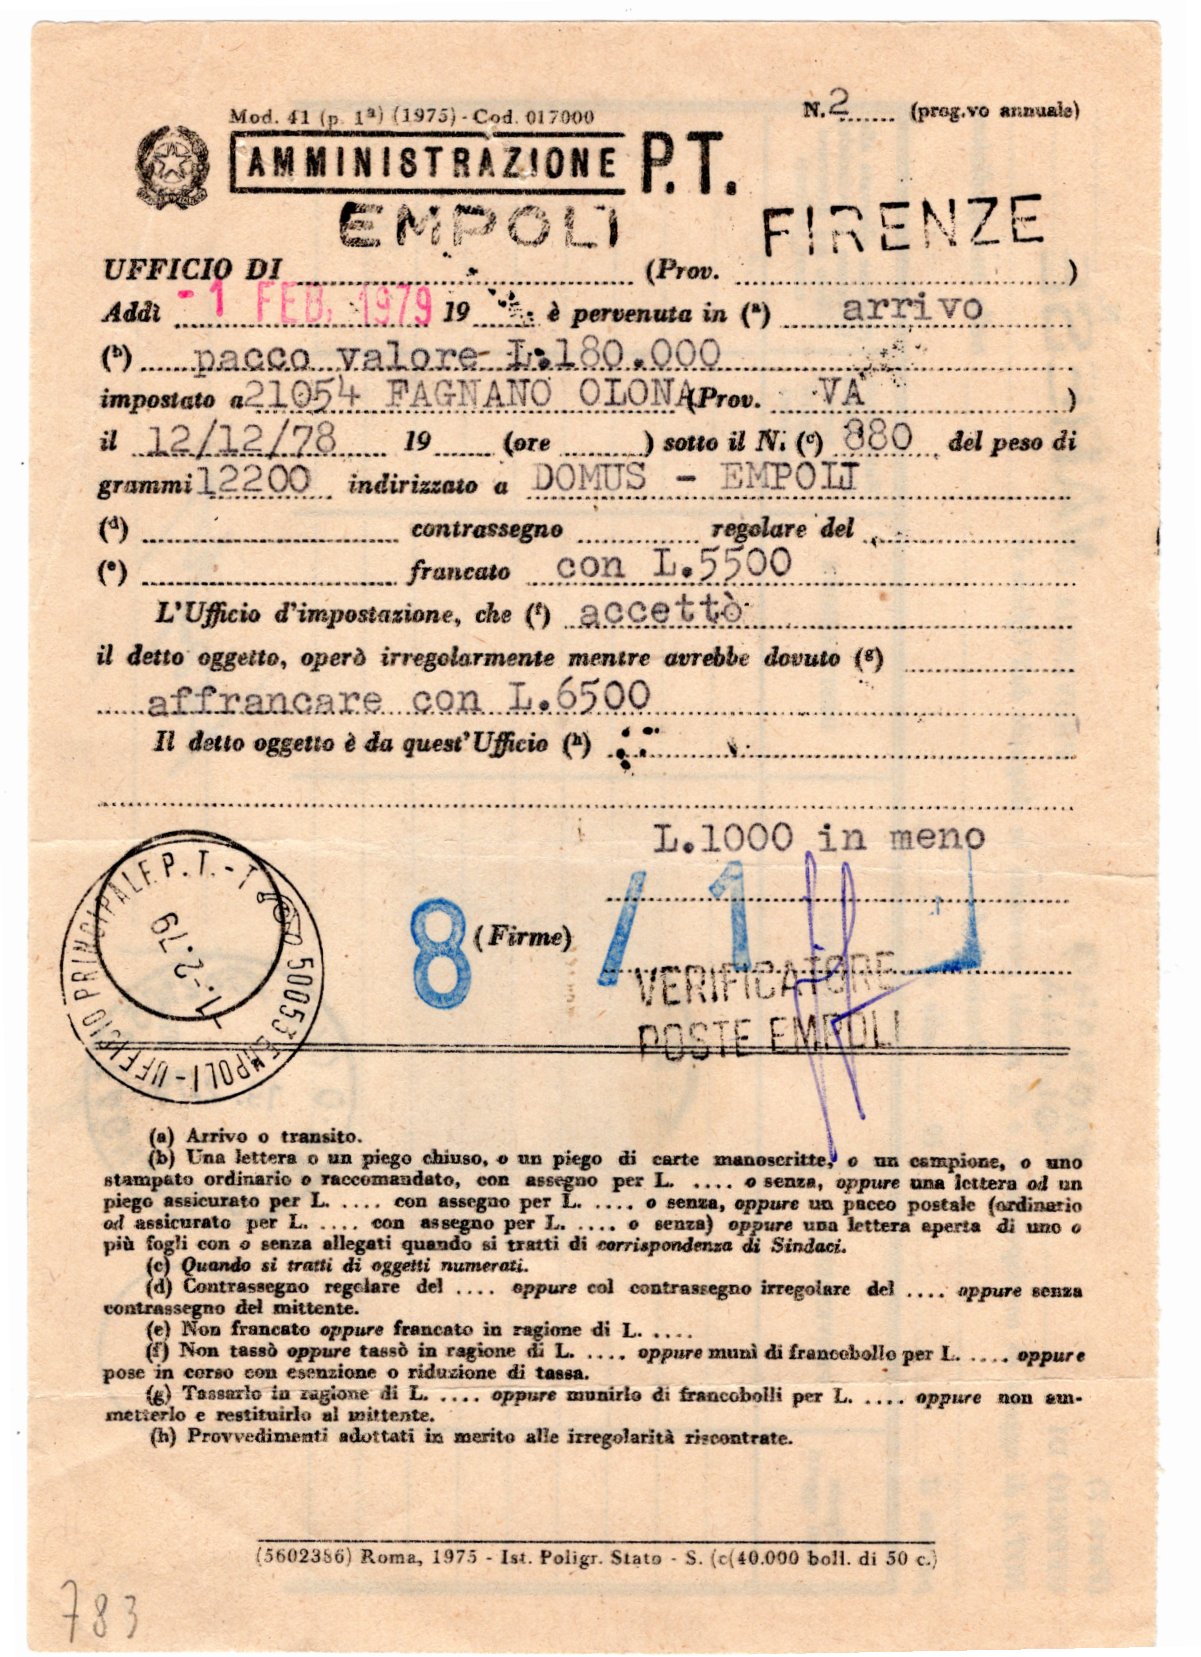 Mod. 41 (p. 1ª) (1975) - Cod. 017000
N. 2 ...... (prog.vo annuale)
AMMINISTRAZIONE P.T.
EMPOLI FIRENZE
UFFICIO DI ........ (Prov. ........ )
Addì - 1 FEB. 1979 19 ...... è pervenuta in (ª) arrivo
(ᵇ) pacco valore L.180.000
impostato a 21054 FAGNANO OLONA (Prov. VA )
il 12/12/78 19 ...... (ore ........ ) sotto il N. (ᶜ) 880 del peso di
grammi 12200 indirizzato a DOMUS - EMPOLI
(ᵈ) ........ contrassegno ........ regolare del ........
(ᵉ) ........ francato con L.5500
L'Ufficio d'impostazione, che (ᶠ) accettò
il detto oggetto, operò irregolarmente mentre avrebbe dovuto (ᵍ) ........
affrancare con L.6500
Il detto oggetto è da quest'Ufficio (ʰ) ........
L.1000 in meno
8 (Firme) / 1
VERIFICATORE
POSTE EMPOLI
50053 EMPOLI - UFFICIO PRINCIPALE P.T. - T
1.-2.79
(a) Arrivo o transito.
(b) Una lettera o un piego chiuso, o un piego di carte manoscritte, o un campione, o uno
stampato ordinario o raccomandato, con assegno per L. .... o senza, oppure una lettera od un
piego assicurato per L. .... con assegno per L. .... o senza, oppure un pacco postale (ordinario
od assicurato per L. .... con assegno per L. .... o senza) oppure una lettera aperta di uno o
più fogli con o senza allegati quando si tratti di corrispondenza di Sindaci.
(c) Quando si tratti di oggetti numerati.
(d) Contrassegno regolare del .... oppure col contrassegno irregolare del .... oppure senza
contrassegno del mittente.
(e) Non francato oppure francato in ragione di L. ....
(f) Non tassò oppure tassò in ragione di L. .... oppure munì di francobollo per L. .... oppure
pose in corso con esenzione o riduzione di tassa.
(g) Tassarlo in ragione di L. .... oppure munirlo di francobolli per L. .... oppure non am-
metterlo e restituirlo al mittente.
(h) Provvedimenti adottati in merito alle irregolarità riscontrate.
(5602386) Roma, 1975 - Ist. Poligr. Stato - S. (c(40.000 boll. di 50 c.)
783